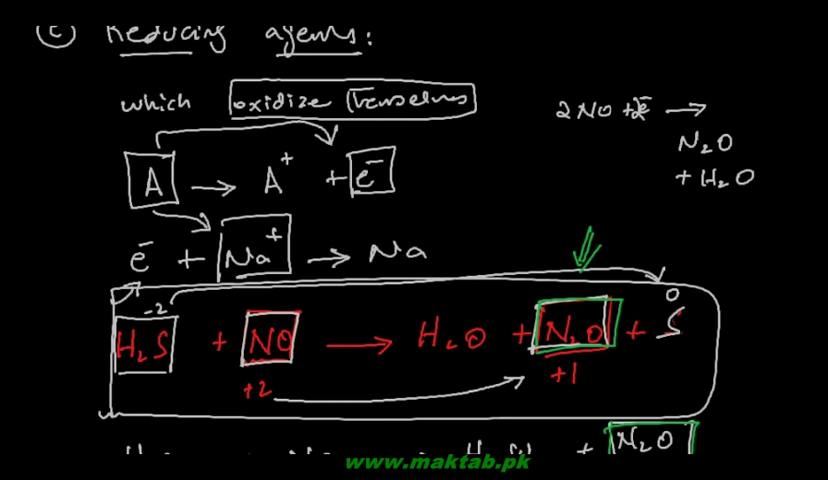 (c) Reducing agents:
which oxidize themselves
2NO + 2e⁻ →
N₂O
+ H₂O
A → A⁺ + e⁻
e⁻ + Na⁺ → Na
-2 0
H₂S + NO → H₂O + N₂O + S
+2 +1
+ N₂O
www.maktab.pk